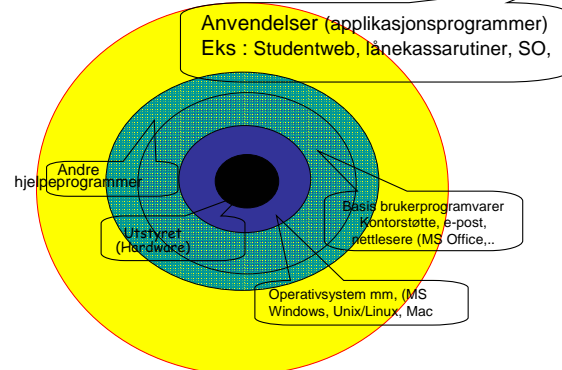 Anvendelser (applikasjonsprogrammer)
Eks : Studentweb, lånekassarutiner, SO,
Andre
hjelpeprogrammer
Utstyret
(Hardware)
Basis brukerprogramvarer
Kontorstøtte, e-post,
nettlesere (MS Office,..
Operativsystem mm, (MS
Windows, Unix/Linux, Mac